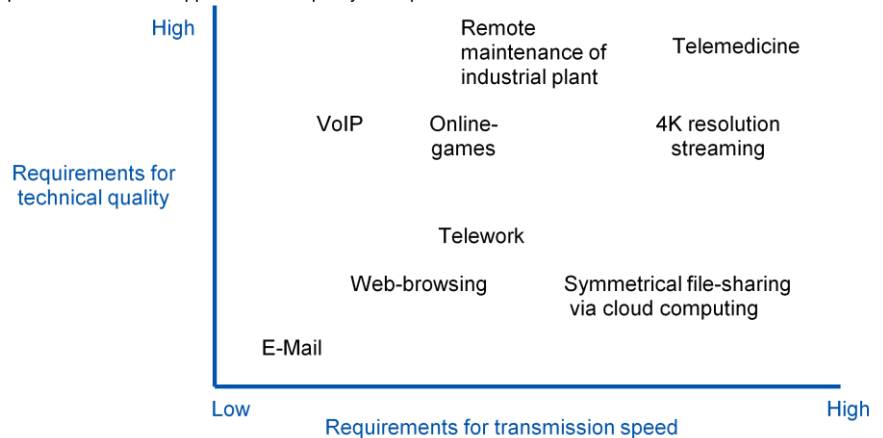 High
Remote
maintenance of
industrial plant
Telemedicine
VoIP
Online-
games
4K resolution
streaming
Requirements for
technical quality
Telework
Web-browsing
Symmetrical file-sharing
via cloud computing
E-Mail
Low
High
Requirements for transmission speed